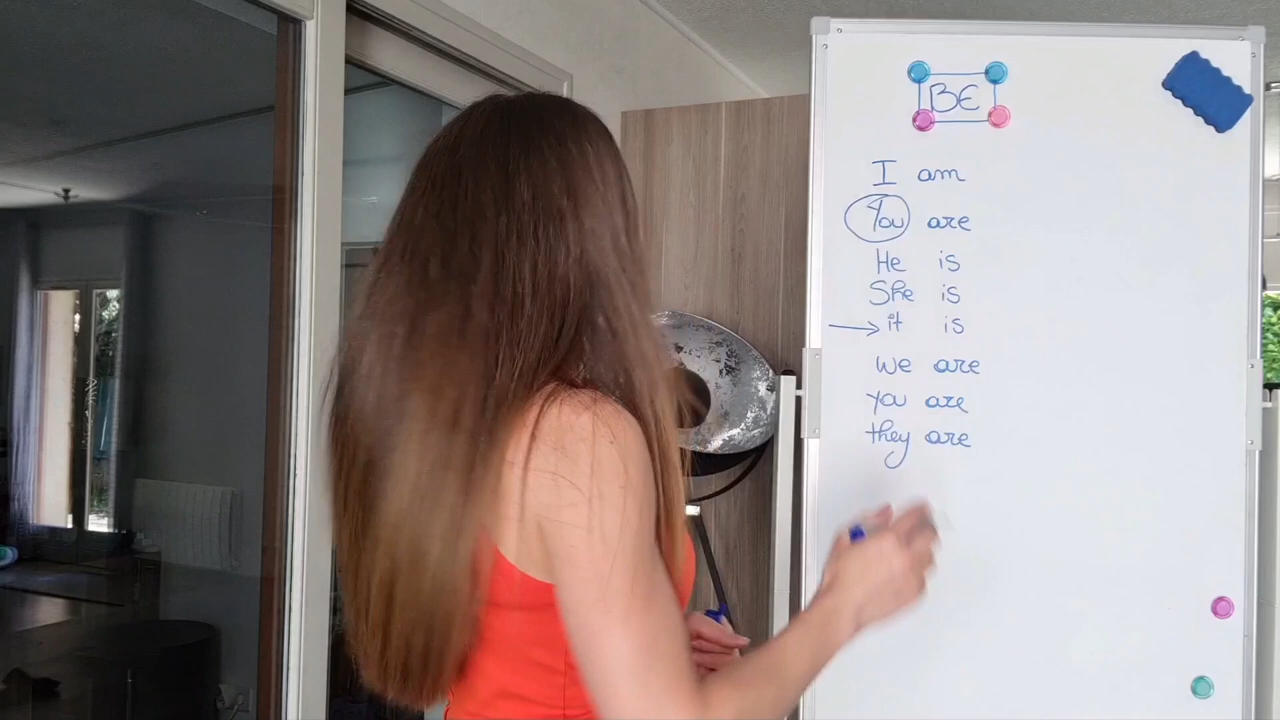 BE
I am
You are
He is
She is
→ it is
we are
you are
they are